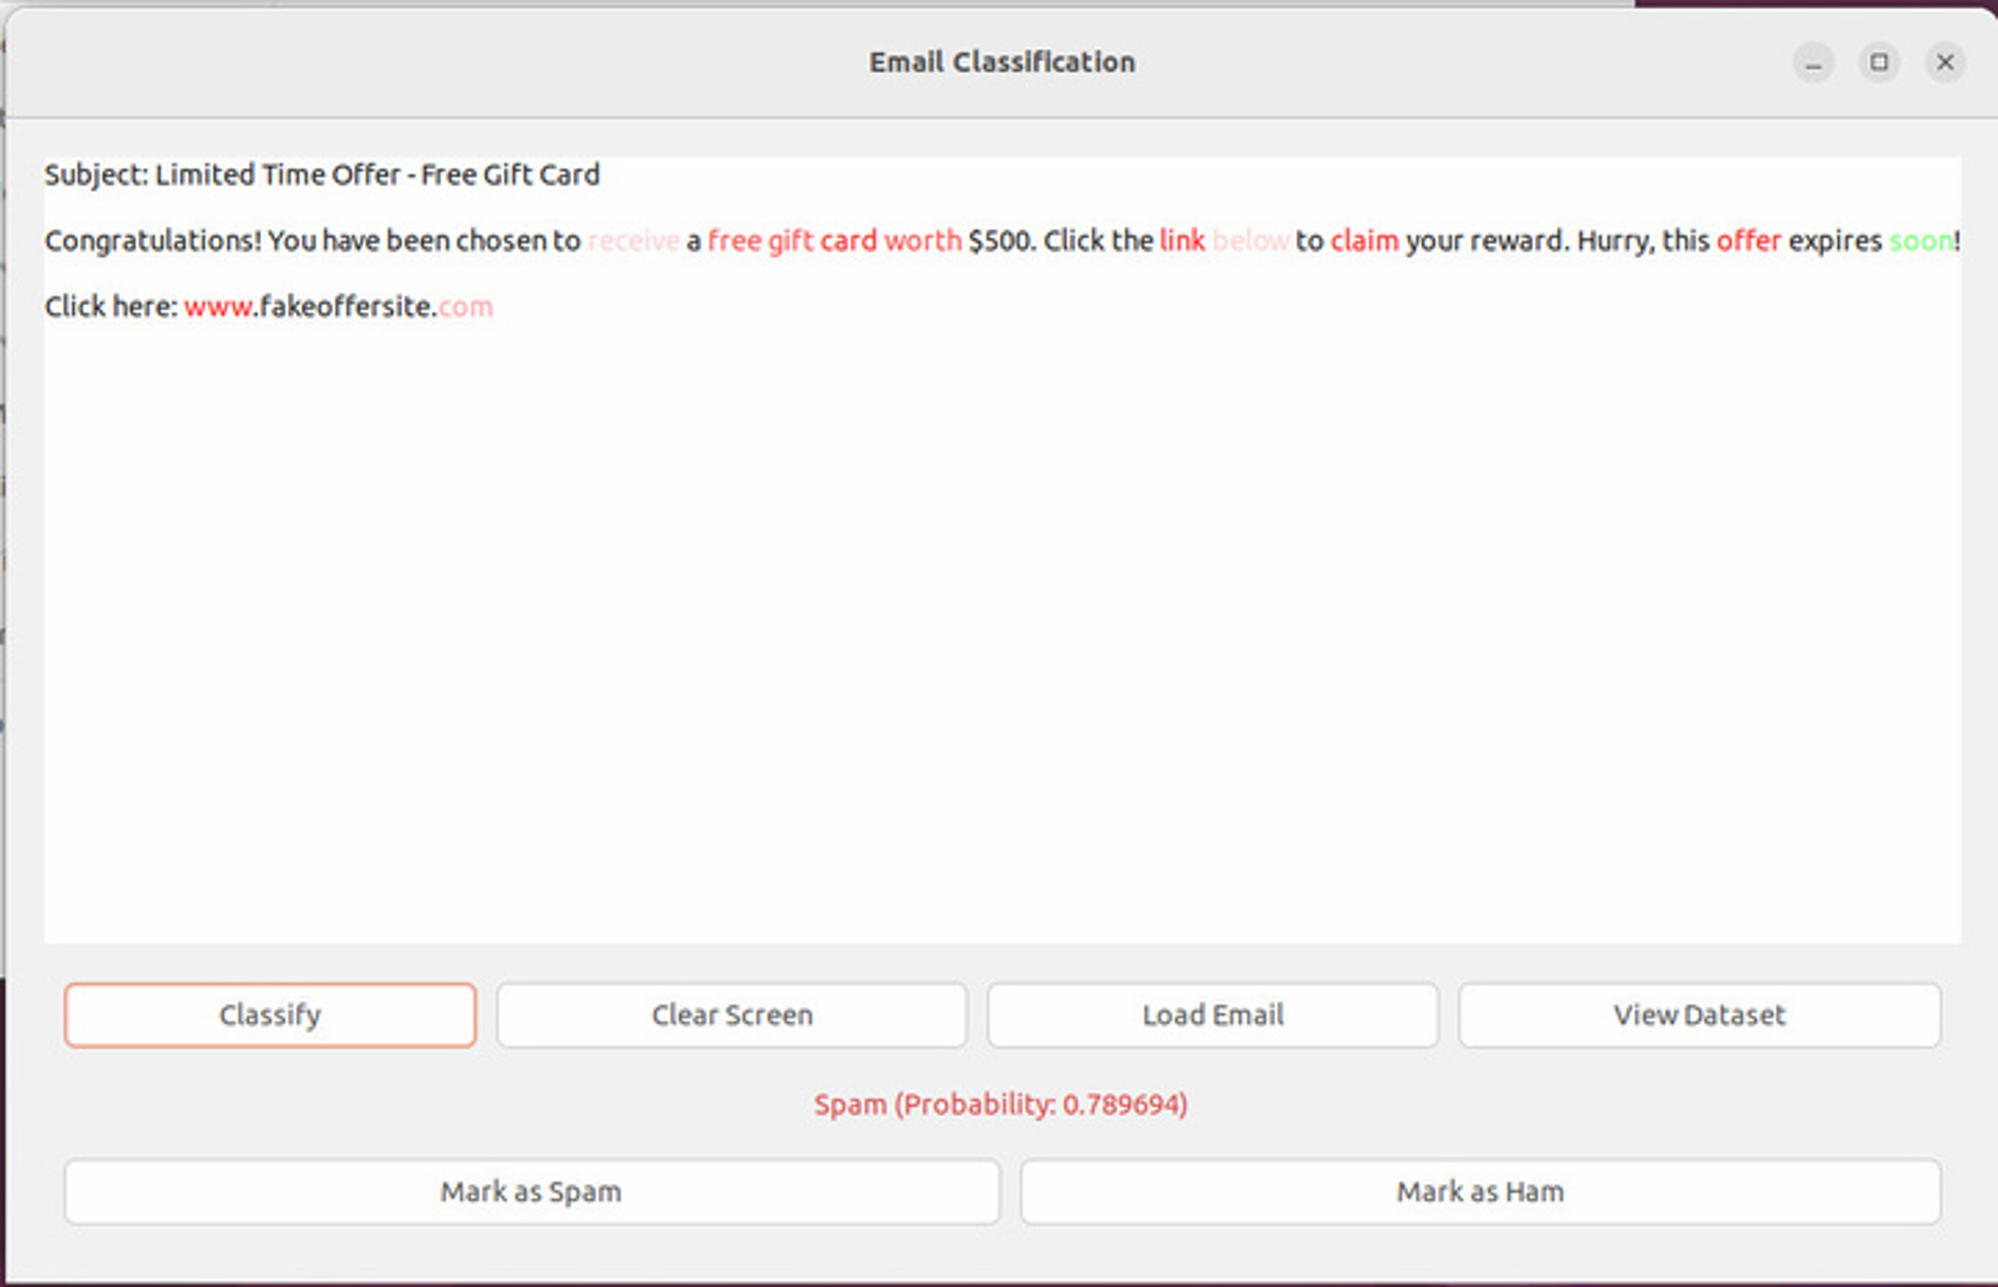 Email Classification
Subject: Limited Time Offer - Free Gift Card
Congratulations! You have been chosen to receive a free gift card worth $500. Click the link below to claim your reward. Hurry, this offer expires soon!
Click here: www.fakeoffersite.com
Classify Clear Screen Load Email View Dataset
Spam (Probability: 0.789694)
Mark as Spam Mark as Ham